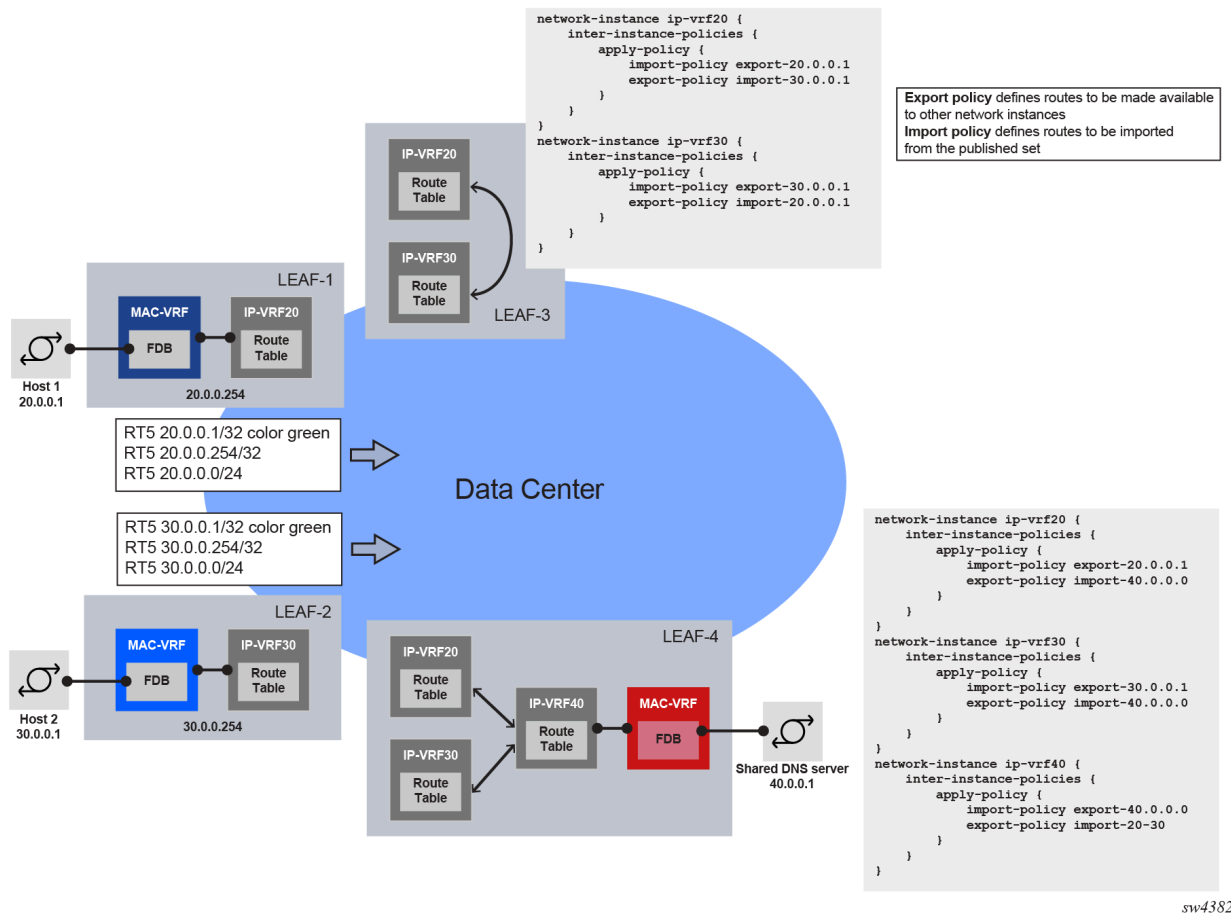 network-instance ip-vrf20 {
    inter-instance-policies {
        apply-policy {
            import-policy export-20.0.0.1
            export-policy import-30.0.0.1
        }
    }
}
network-instance ip-vrf30 {
    inter-instance-policies {
        apply-policy {
            import-policy export-30.0.0.1
            export-policy import-20.0.0.1
        }
    }
}
Export policy defines routes to be made available
to other network instances
Import policy defines routes to be imported
from the published set
IP-VRF20
Route
Table
IP-VRF30
Route
Table
LEAF-3
LEAF-1
MAC-VRF
FDB
IP-VRF20
Route
Table
20.0.0.254
Host 1
20.0.0.1
RT5 20.0.0.1/32 color green
RT5 20.0.0.254/32
RT5 20.0.0.0/24
Data Center
RT5 30.0.0.1/32 color green
RT5 30.0.0.254/32
RT5 30.0.0.0/24
LEAF-2
MAC-VRF
FDB
IP-VRF30
Route
Table
30.0.0.254
Host 2
30.0.0.1
LEAF-4
IP-VRF20
Route
Table
IP-VRF30
Route
Table
IP-VRF40
Route
Table
MAC-VRF
FDB
Shared DNS server
40.0.0.1
network-instance ip-vrf20 {
    inter-instance-policies {
        apply-policy {
            import-policy export-20.0.0.1
            export-policy import-40.0.0.0
        }
    }
}
network-instance ip-vrf30 {
    inter-instance-policies {
        apply-policy {
            import-policy export-30.0.0.1
            export-policy import-40.0.0.0
        }
    }
}
network-instance ip-vrf40 {
    inter-instance-policies {
        apply-policy {
            import-policy export-40.0.0.0
            export-policy import-20-30
        }
    }
}
sw4382